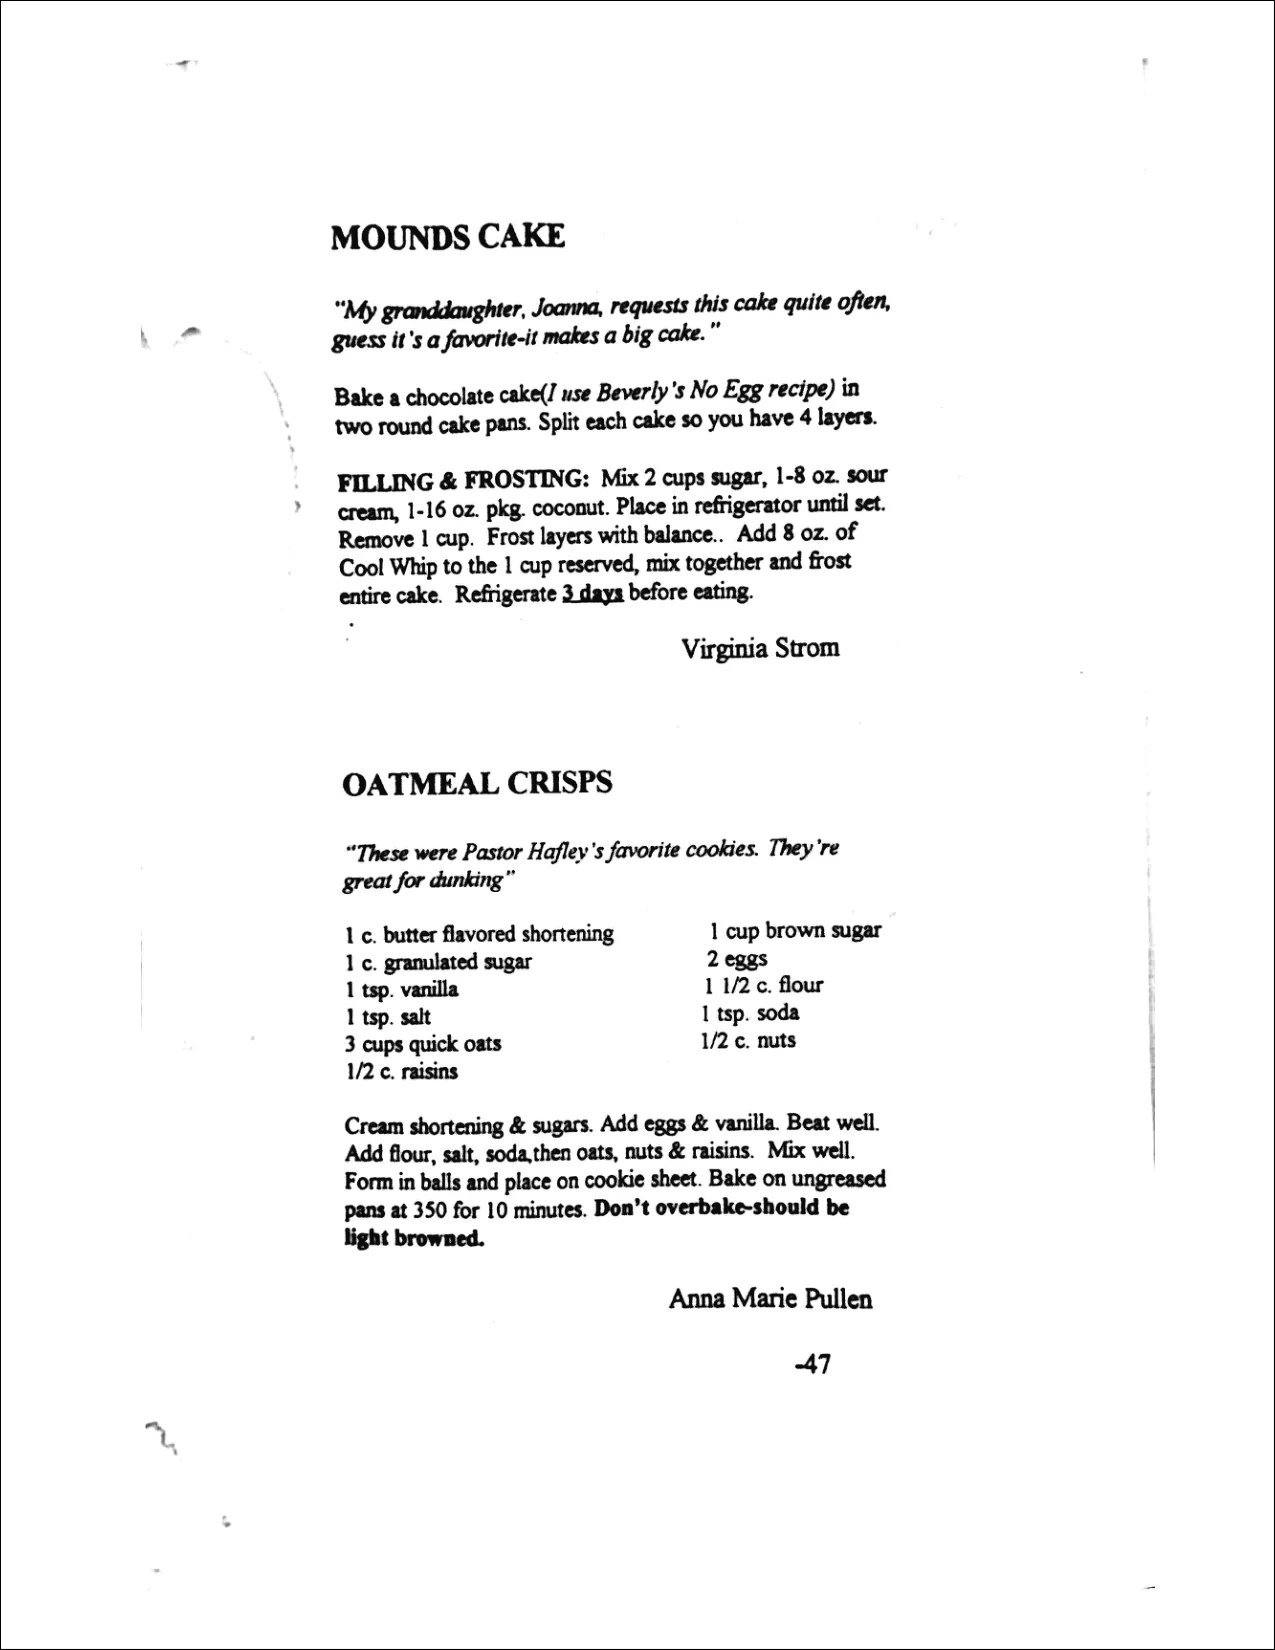 MOUNDS CAKE
"My granddaughter, Joanna, requests this cake quite often,
guess it's a favorite-it makes a big cake."
Bake a chocolate cake(I use Beverly's No Egg recipe) in
two round cake pans. Split each cake so you have 4 layers.
FILLING & FROSTING: Mix 2 cups sugar, 1-8 oz. sour
cream, 1-16 oz. pkg. coconut. Place in refrigerator until set.
Remove 1 cup. Frost layers with balance.. Add 8 oz. of
Cool Whip to the 1 cup reserved, mix together and frost
entire cake. Refrigerate 3 days before eating.
Virginia Strom
OATMEAL CRISPS
"These were Pastor Hafley's favorite cookies. They're
great for dunking"
1 c. butter flavored shortening 1 cup brown sugar
1 c. granulated sugar 2 eggs
1 tsp. vanilla 1 1/2 c. flour
1 tsp. salt 1 tsp. soda
3 cups quick oats 1/2 c. nuts
1/2 c. raisins
Cream shortening & sugars. Add eggs & vanilla. Beat well.
Add flour, salt, soda,then oats, nuts & raisins. Mix well.
Form in balls and place on cookie sheet. Bake on ungreased
pans at 350 for 10 minutes. Don't overbake-should be
light browned.
Anna Marie Pullen
-47